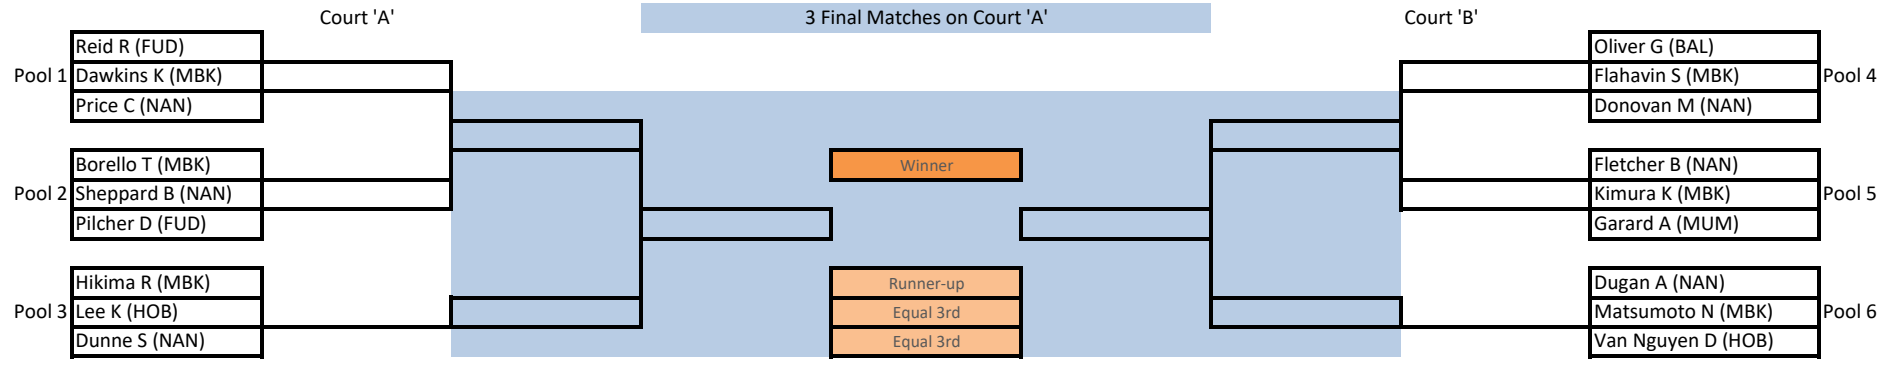 Court 'A'
3 Final Matches on Court 'A'
Court 'B'
Pool 1
Reid R (FUD)
Dawkins K (MBK)
Price C (NAN)
Pool 2
Borello T (MBK)
Sheppard B (NAN)
Pilcher D (FUD)
Pool 3
Hikima R (MBK)
Lee K (HOB)
Dunne S (NAN)
Winner
Runner-up
Equal 3rd
Equal 3rd
Oliver G (BAL)
Flahavin S (MBK)
Donovan M (NAN)
Pool 4
Fletcher B (NAN)
Kimura K (MBK)
Garard A (MUM)
Pool 5
Dugan A (NAN)
Matsumoto N (MBK)
Van Nguyen D (HOB)
Pool 6